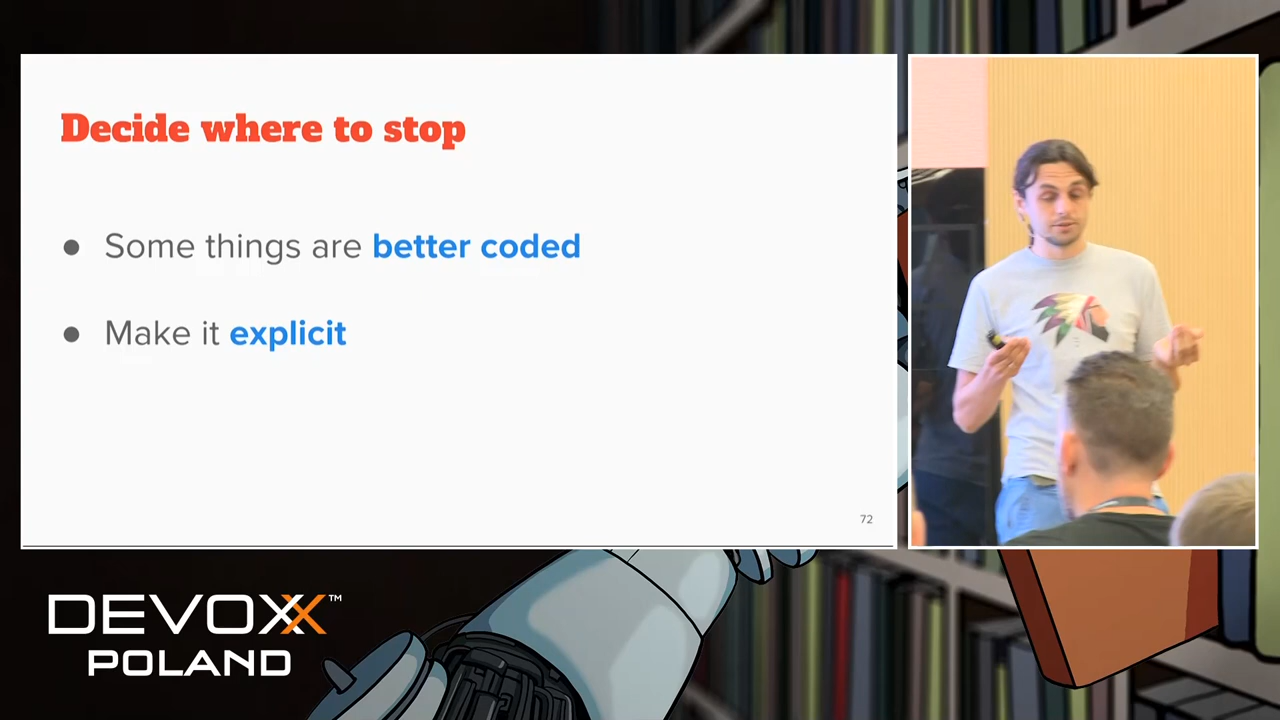 Decide where to stop
● Some things are better coded
● Make it explicit
72
DEVOXX™
POLAND